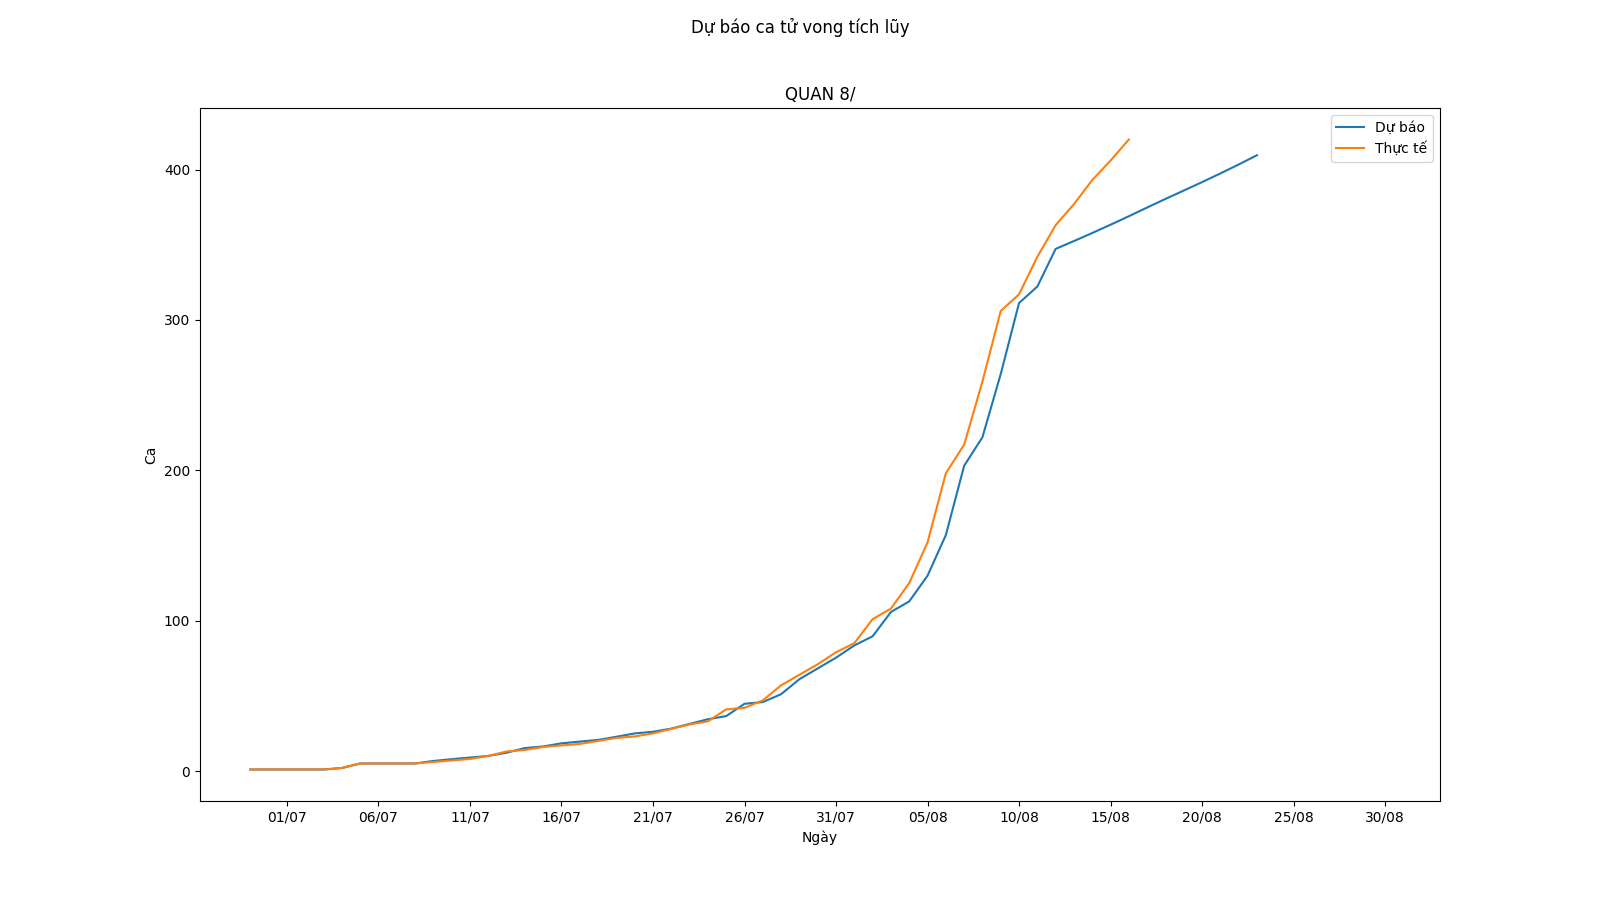 Dự báo ca tử vong tích lũy
QUAN 8/
Dự báo
Thực tế
400
300
200
100
0
Ca
01/07 06/07 11/07 16/07 21/07 26/07 31/07 05/08 10/08 15/08 20/08 25/08 30/08
Ngày